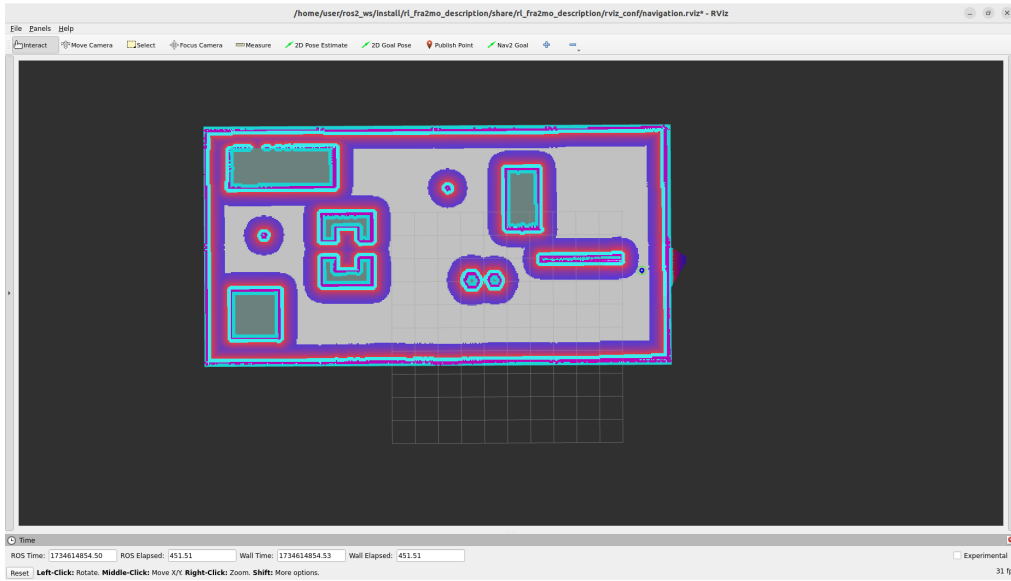 /home/user/ros2_ws/install/rl_fra2mo_description/share/rl_fra2mo_description/rviz_conf/navigation.rviz* - RViz
File Panels Help
Interact Move Camera Select Focus Camera Measure 2D Pose Estimate 2D Goal Pose Publish Point Nav2 Goal
Time
ROS Time: 1734614854.50 ROS Elapsed: 451.51 Wall Time: 1734614854.53 Wall Elapsed: 451.51 Experimental
Reset Left-Click: Rotate. Middle-Click: Move X/Y. Right-Click: Zoom. Shift: More options. 31 fp